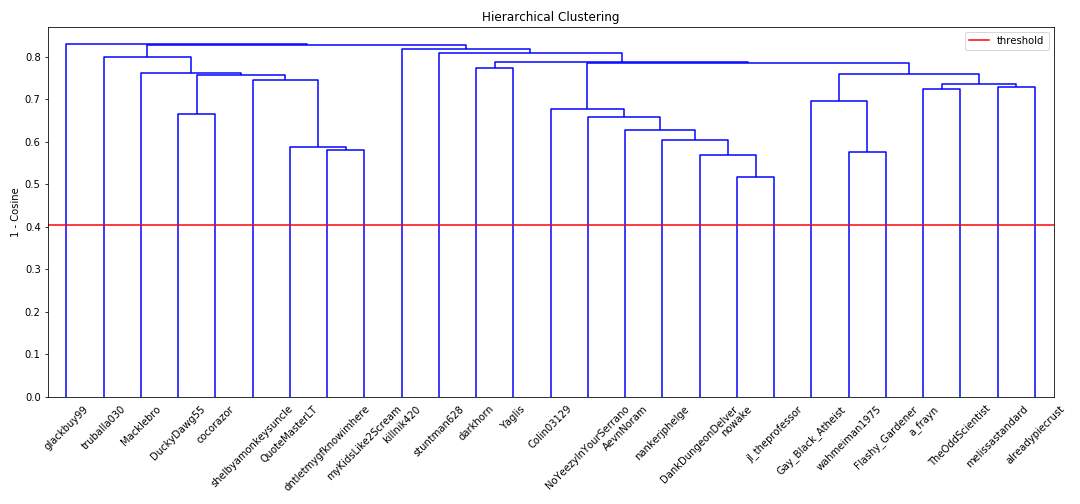 Hierarchical Clustering
threshold
1 - Cosine
0.8
0.7
0.6
0.5
0.4
0.3
0.2
0.1
0.0
glackbuy99
truballa030
Macklebro
DuckyDawg55
cocorazor
shelbyamonkeysuncle
QuoteMasterLT
dntletmygfknowimhere
myKidsLike2Scream
killnik420
stuntman628
darkhorn
Yagiis
Colin03129
NoYeezyInYourSerrano
AevnNoram
nankerjphelge
DankDungeonDelver
nowake
jl_theprofessor
Gay_Black_Atheist
wahmeiman1975
Flashy_Gardener
a_frayn
TheOddScientist
melissastandard
alreadypiecrust